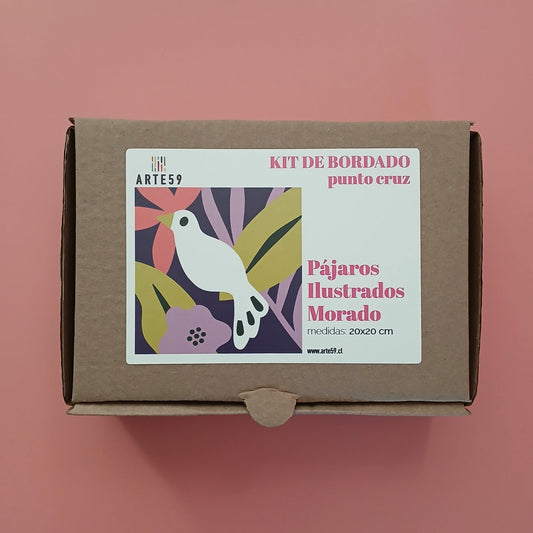 ARTE59
KIT DE BORDADO
punto cruz
Pájaros
Ilustrados
Morado
medidas: 20x20 cm
www.arte59.cl